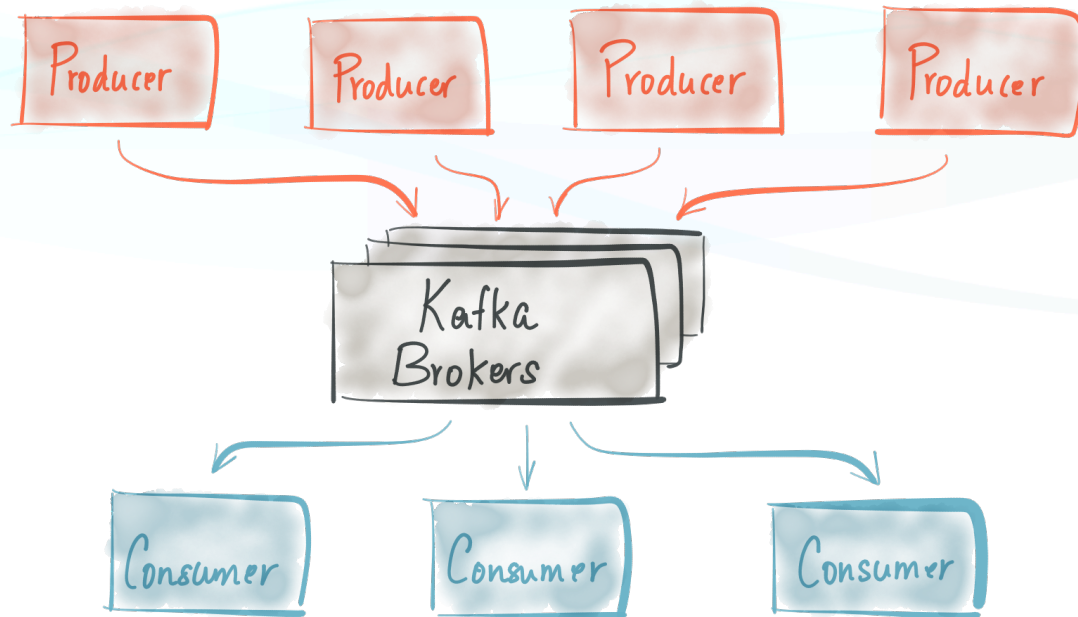 Producer
Producer
Producer
Producer
Kafka
Brokers
Consumer
Consumer
Consumer